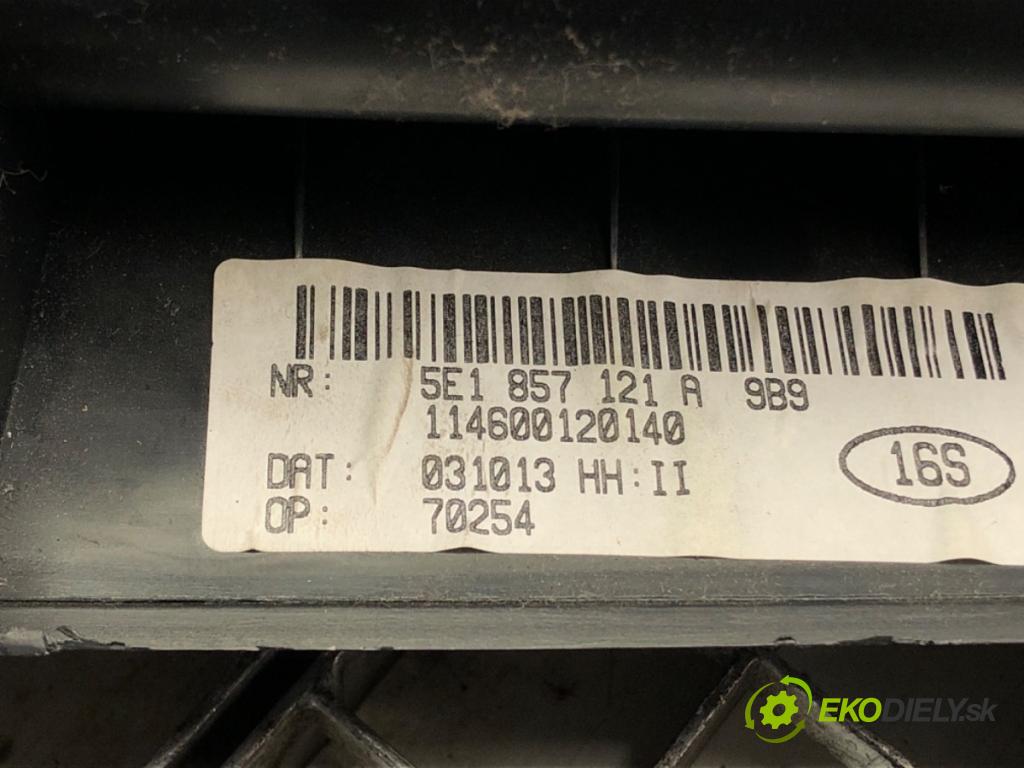 NR: 5E1 857 121 A 9B9
114600120140
DAT: 031013 HH:II
16S
OP: 70254
EKODIELY.sk